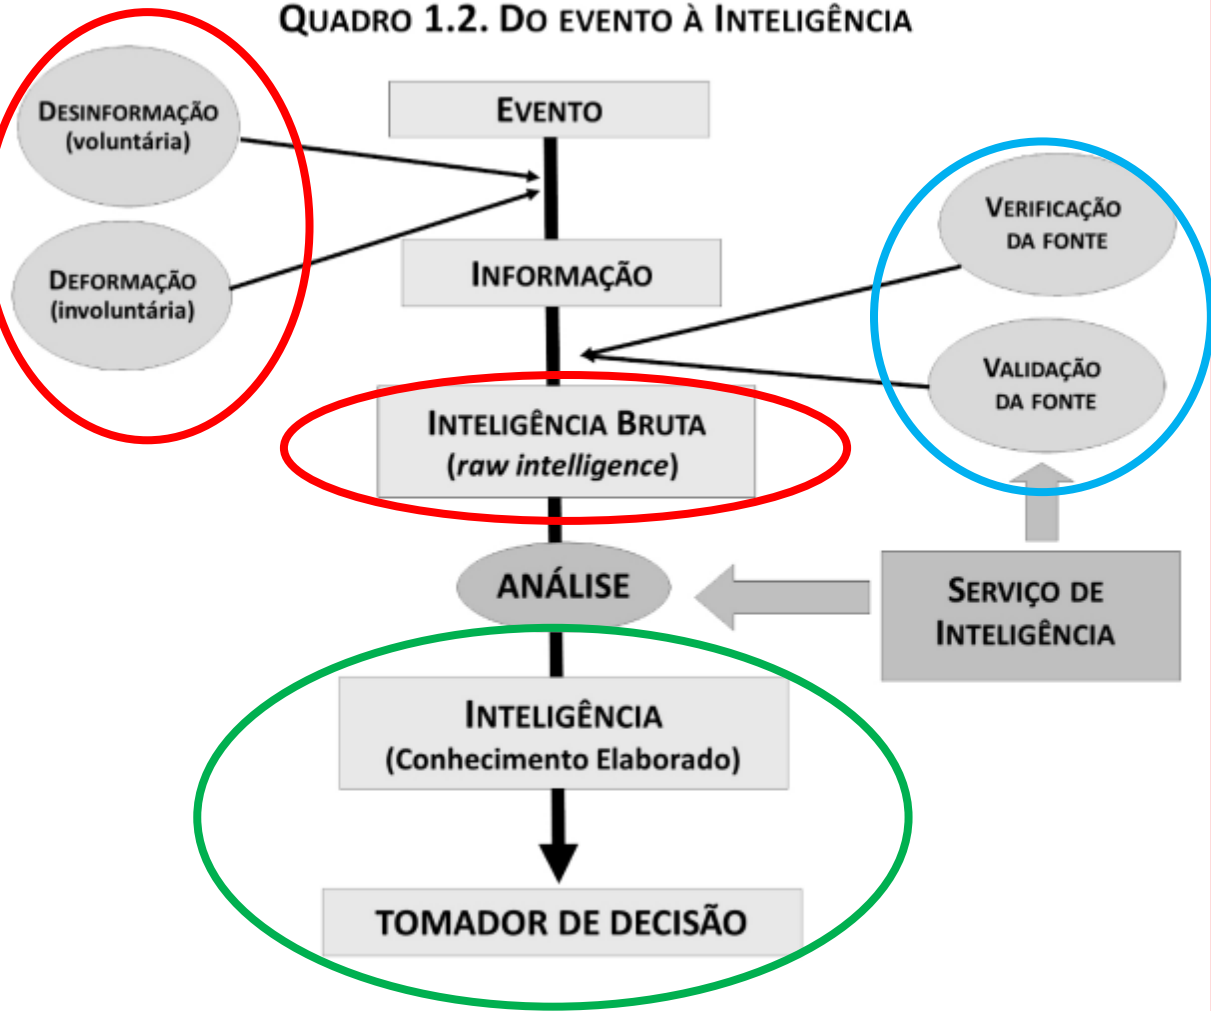 QUADRO 1.2. DO EVENTO À INTELIGÊNCIA
DESINFORMAÇÃO
(voluntária)
EVENTO
DEFORMAÇÃO
(involuntária)
INFORMAÇÃO
VERIFICAÇÃO
DA FONTE
VALIDAÇÃO
DA FONTE
INTELIGÊNCIA BRUTA
(raw intelligence)
ANÁLISE
SERVIÇO DE
INTELIGÊNCIA
INTELIGÊNCIA
(Conhecimento Elaborado)
TOMADOR DE DECISÃO